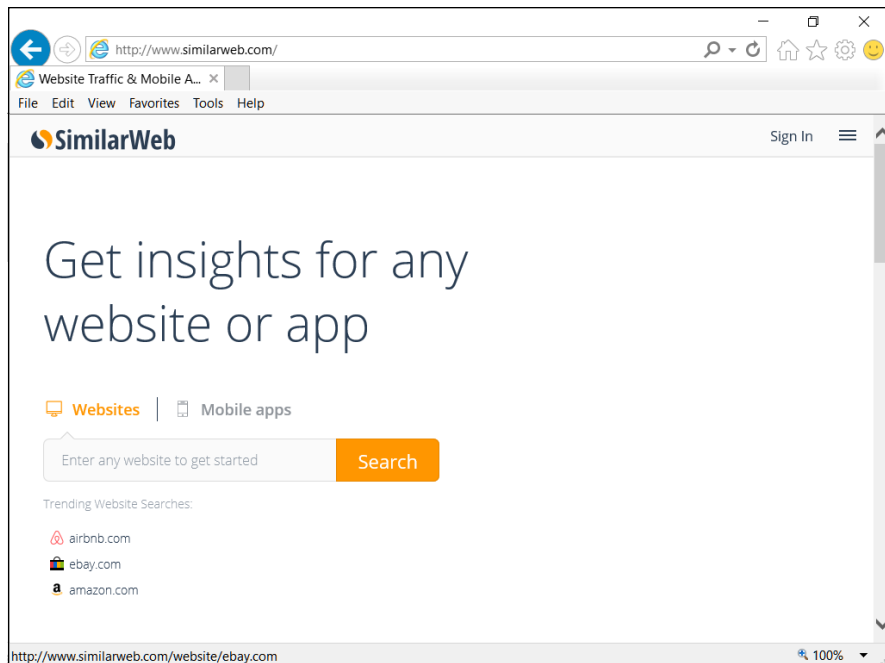 http://www.similarweb.com/
Website Traffic & Mobile A...
File Edit View Favorites Tools Help
SimilarWeb
Sign In
Get insights for any
website or app
Websites Mobile apps
Enter any website to get started
Search
Trending Website Searches:
airbnb.com
ebay.com
a amazon.com
http://www.similarweb.com/website/ebay.com
100%